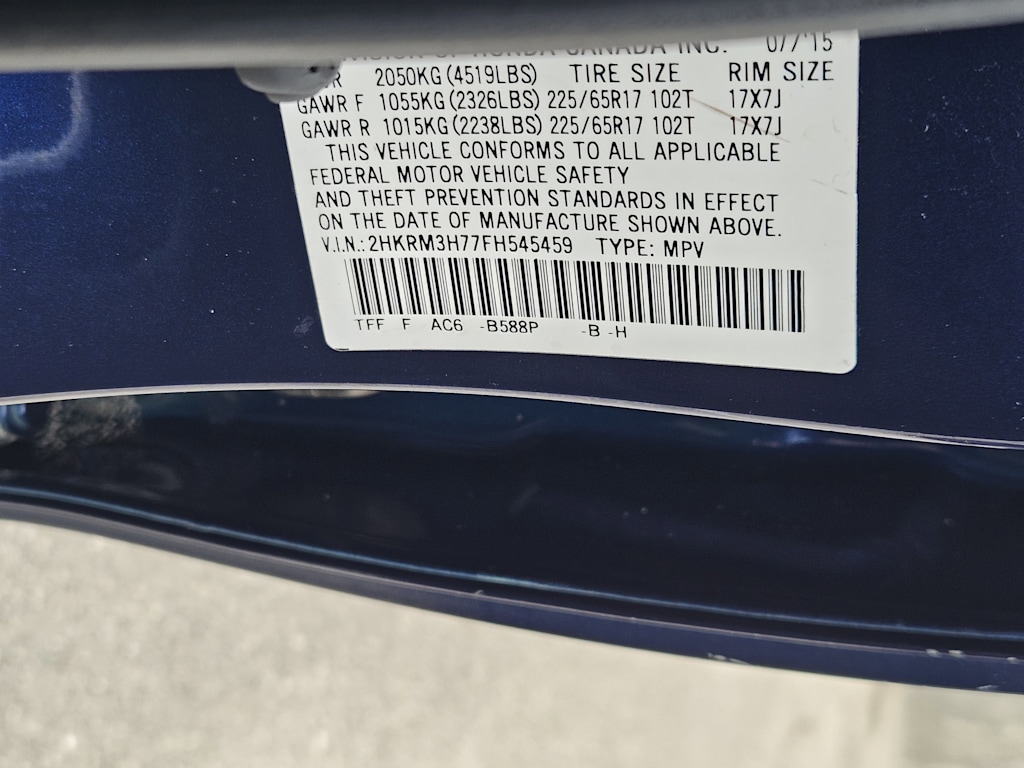 OF HONDA CANADA INC. 07/15
2050KG (4519LBS) TIRE SIZE RIM SIZE
GAWR F 1055KG (2326LBS) 225/65R17 102T 17X7J
GAWR R 1015KG (2238LBS) 225/65R17 102T 17X7J
THIS VEHICLE CONFORMS TO ALL APPLICABLE
FEDERAL MOTOR VEHICLE SAFETY
AND THEFT PREVENTION STANDARDS IN EFFECT
ON THE DATE OF MANUFACTURE SHOWN ABOVE.
V.I.N.: 2HKRM3H77FH545459 TYPE: MPV
TFF F AC6 -B588P -B -H